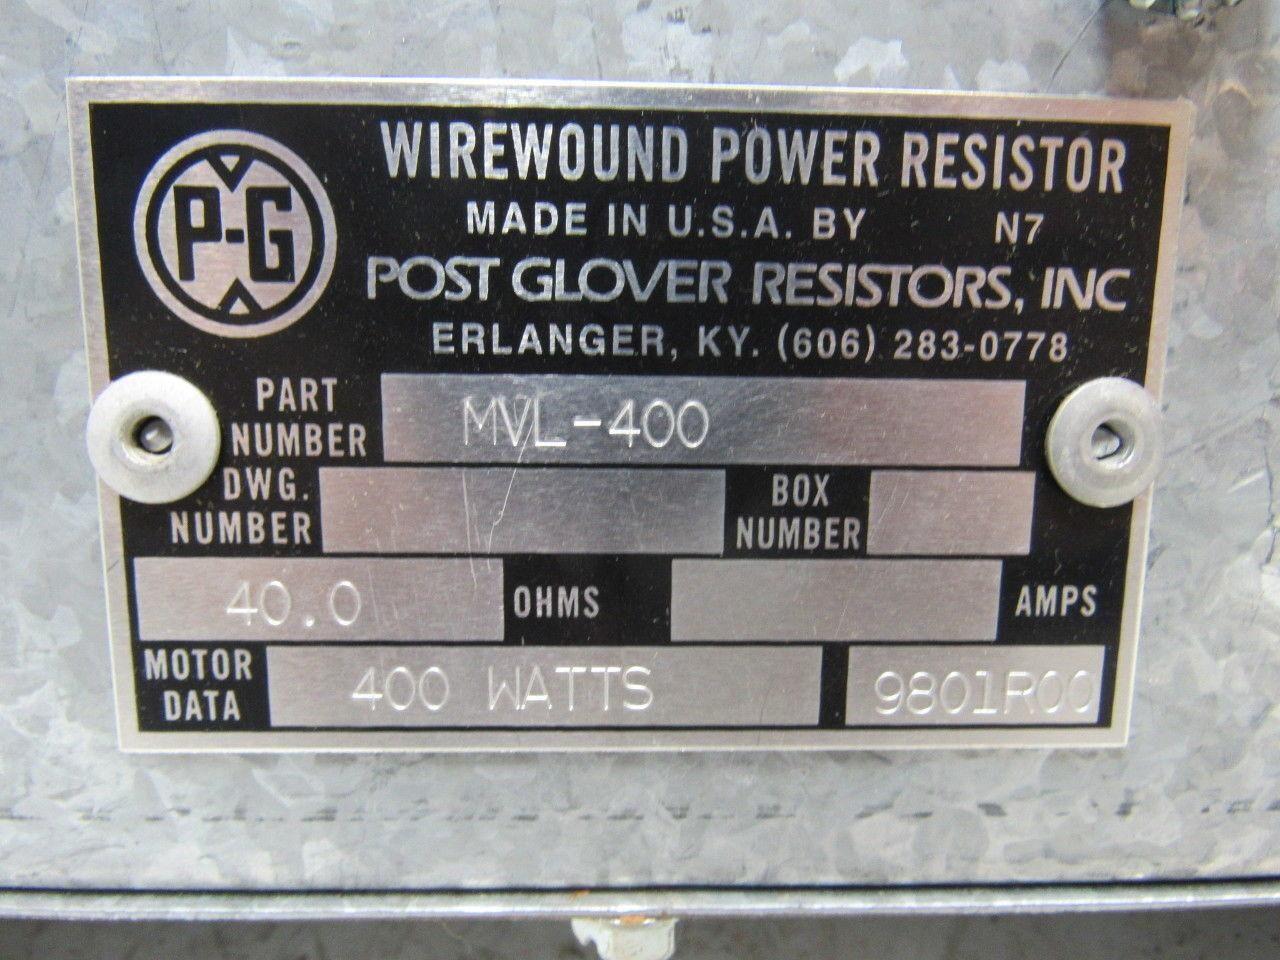 P-G
WIREWOUND POWER RESISTOR
MADE IN U.S.A. BY N7
POST GLOVER RESISTORS, INC
ERLANGER, KY. (606) 283-0778
PART NUMBER MVL-400
DWG. NUMBER BOX NUMBER
40.0 OHMS AMPS
MOTOR DATA 400 WATTS 9801R00